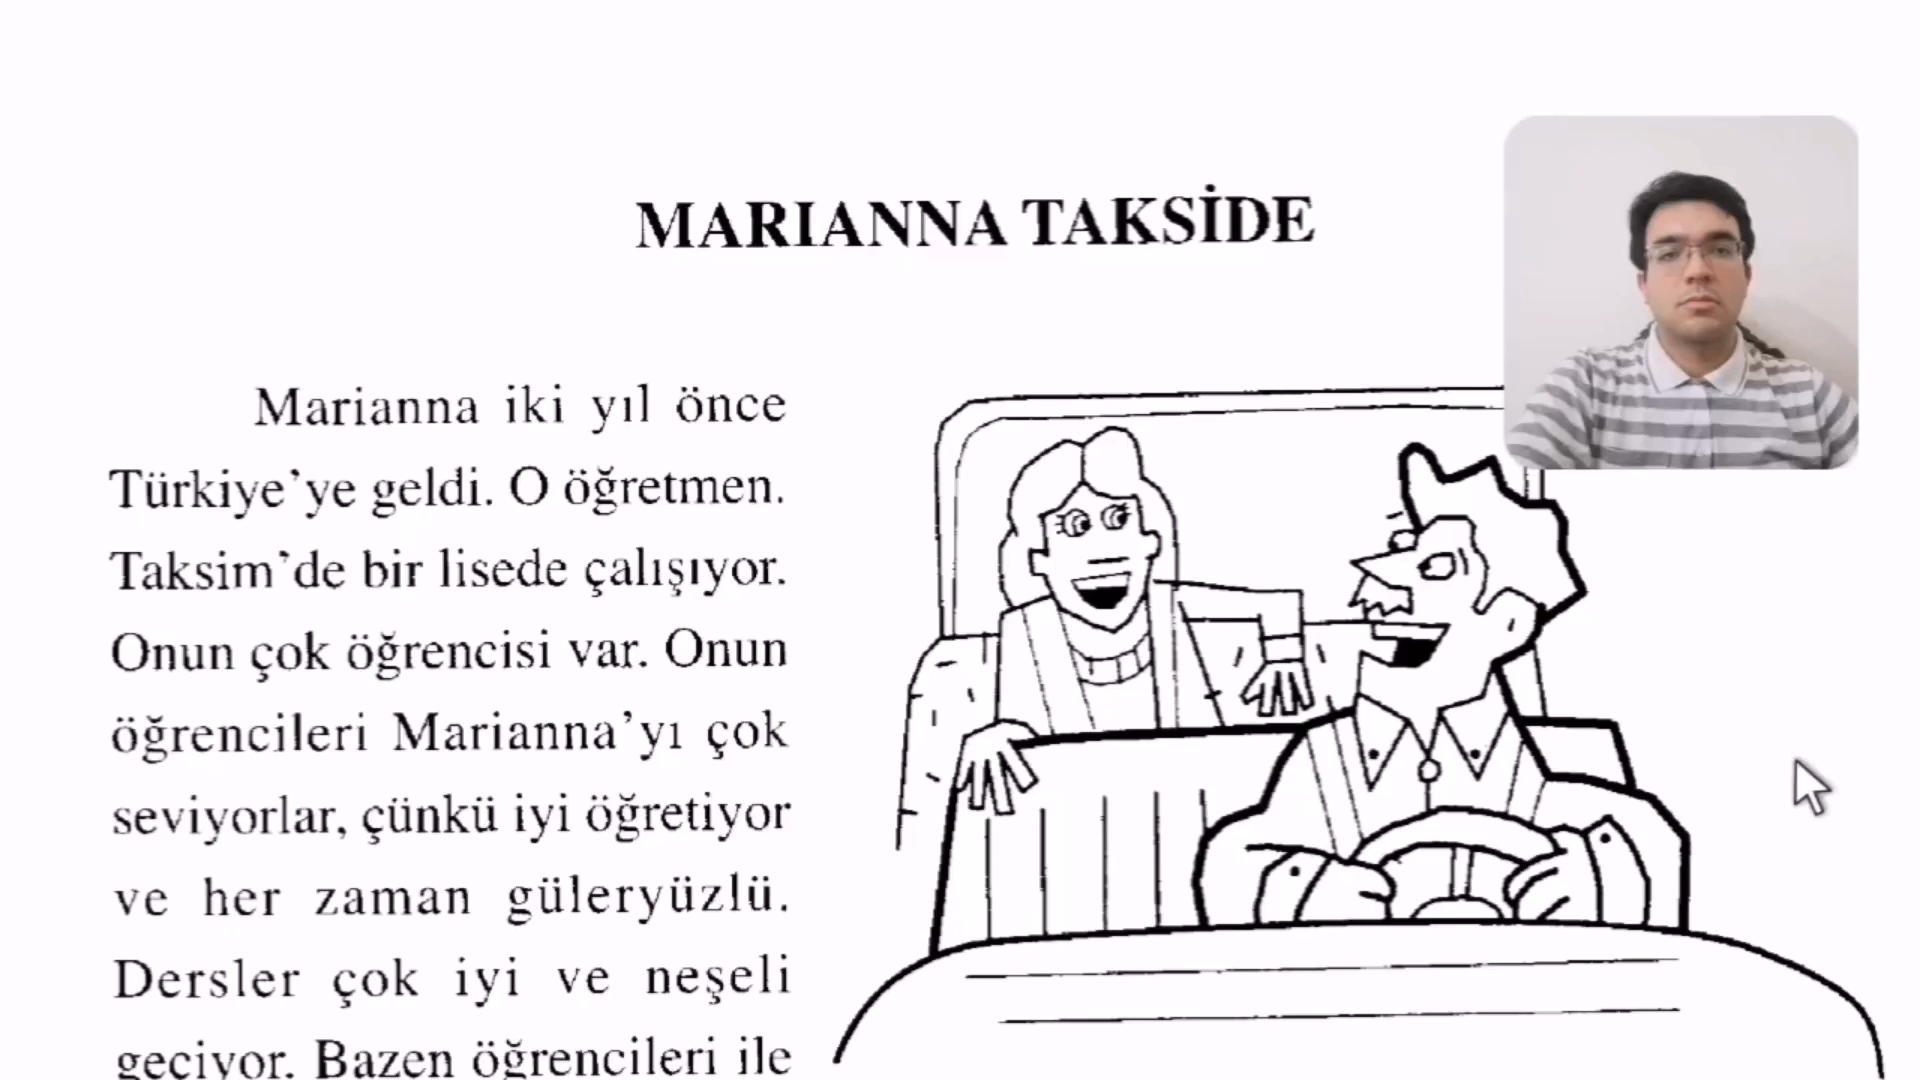 MARIANNA TAKSİDE
Marianna iki yıl önce
Türkiye’ye geldi. O öğretmen.
Taksim’de bir lisede çalışıyor.
Onun çok öğrencisi var. Onun
öğrencileri Marianna’yı çok
seviyorlar, çünkü iyi öğretiyor
ve her zaman güleryüzlü.
Dersler çok iyi ve neşeli
geçiyor. Bazen öğrencileri ile